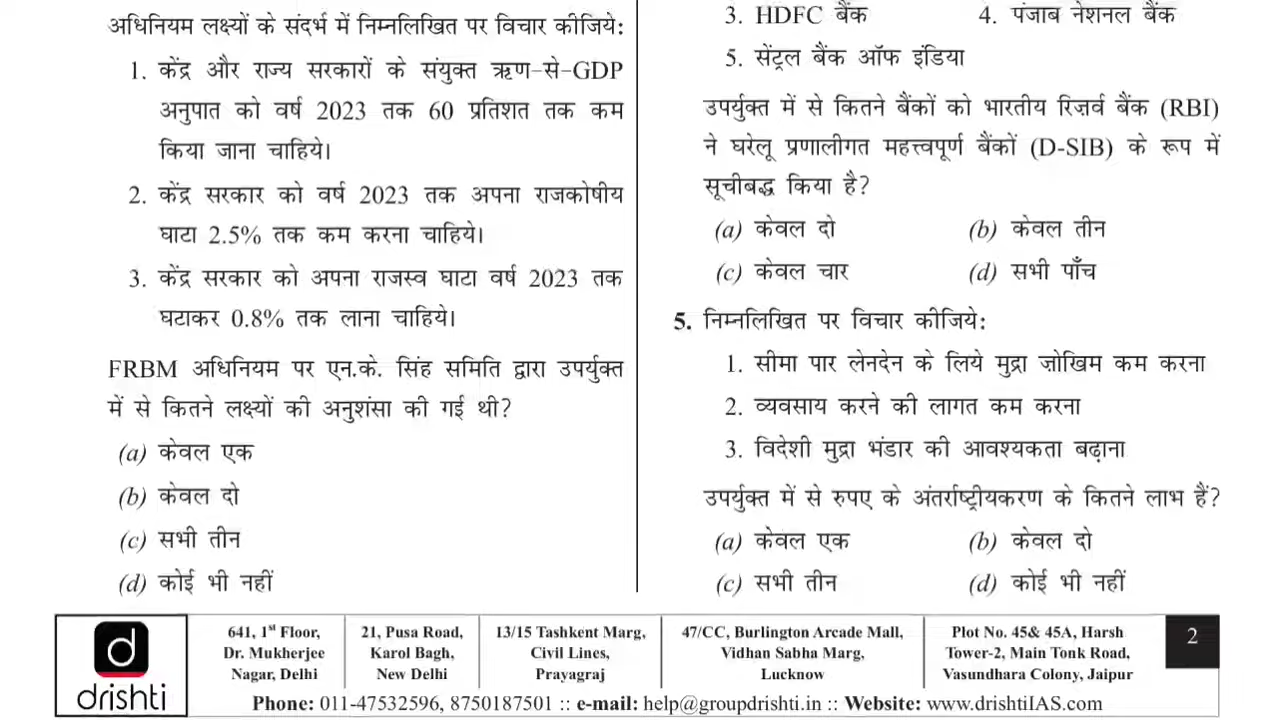 अधिनियम लक्ष्यों के संदर्भ में निम्नलिखित पर विचार कीजिये:
1. केंद्र और राज्य सरकारों के संयुक्त ऋण-से-GDP
अनुपात को वर्ष 2023 तक 60 प्रतिशत तक कम
किया जाना चाहिये।
2. केंद्र सरकार को वर्ष 2023 तक अपना राजकोषीय
घाटा 2.5% तक कम करना चाहिये।
3. केंद्र सरकार को अपना राजस्व घाटा वर्ष 2023 तक
घटाकर 0.8% तक लाना चाहिये।
FRBM अधिनियम पर एन.के. सिंह समिति द्वारा उपर्युक्त
में से कितने लक्ष्यों की अनुशंसा की गई थी?
(a) केवल एक
(b) केवल दो
(c) सभी तीन
(d) कोई भी नहीं
3. HDFC बैंक 4. पंजाब नेशनल बैंक
5. सेंट्रल बैंक ऑफ इंडिया
उपर्युक्त में से कितने बैंकों को भारतीय रिज़र्व बैंक (RBI)
ने घरेलू प्रणालीगत महत्त्वपूर्ण बैंकों (D-SIB) के रूप में
सूचीबद्ध किया है?
(a) केवल दो (b) केवल तीन
(c) केवल चार (d) सभी पाँच
5. निम्नलिखित पर विचार कीजिये:
1. सीमा पार लेनदेन के लिये मुद्रा जोखिम कम करना
2. व्यवसाय करने की लागत कम करना
3. विदेशी मुद्रा भंडार की आवश्यकता बढ़ाना
उपर्युक्त में से रुपए के अंतर्राष्ट्रीयकरण के कितने लाभ हैं?
(a) केवल एक (b) केवल दो
(c) सभी तीन (d) कोई भी नहीं
d
drishti
641, 1st Floor,
Dr. Mukherjee
Nagar, Delhi
21, Pusa Road,
Karol Bagh,
New Delhi
13/15 Tashkent Marg,
Civil Lines,
Prayagraj
47/CC, Burlington Arcade Mall,
Vidhan Sabha Marg,
Lucknow
Plot No. 45& 45A, Harsh
Tower-2, Main Tonk Road,
Vasundhara Colony, Jaipur
2
Phone: 011-47532596, 8750187501 :: e-mail: help@groupdrishti.in :: Website: www.drishtiIAS.com